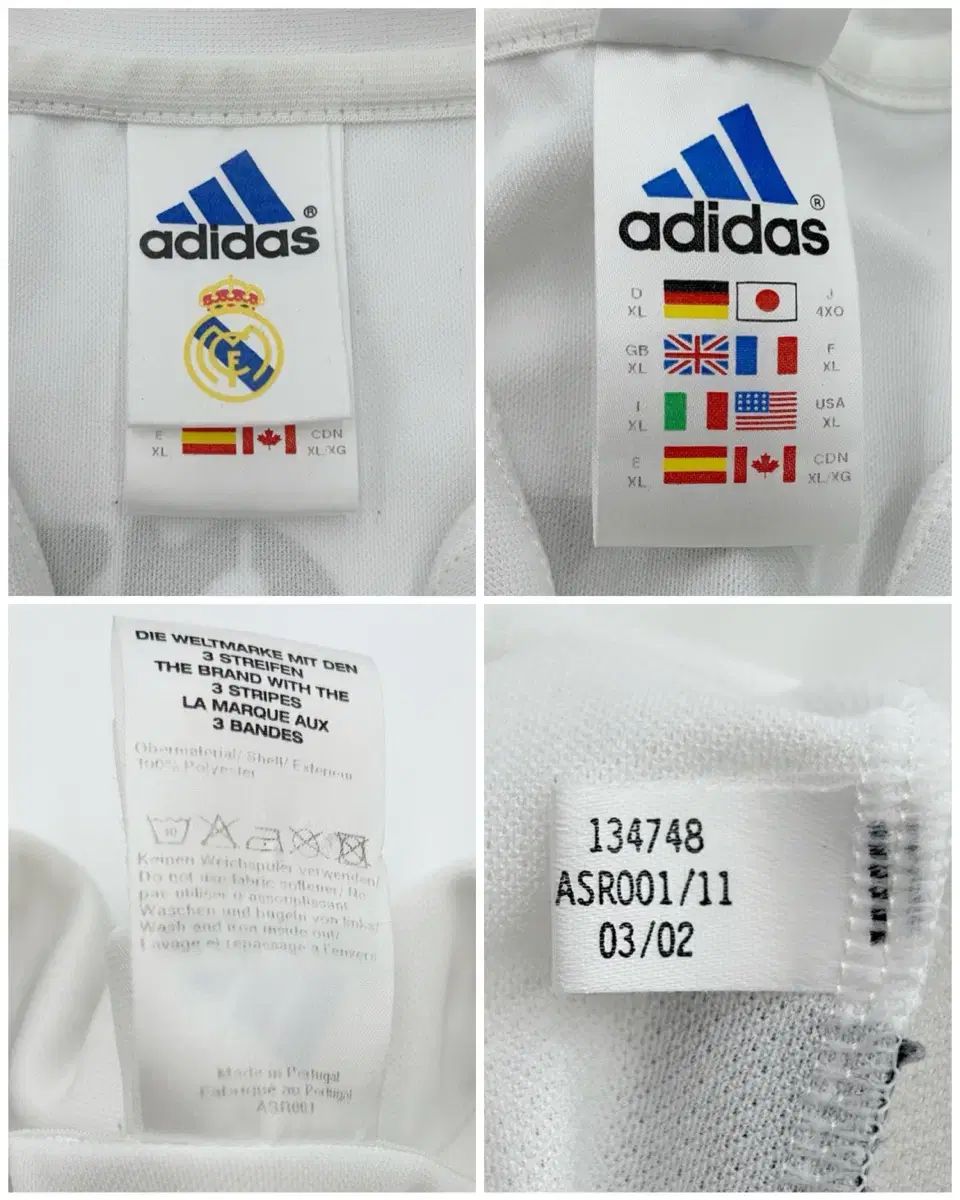 adidas ®
E CDN
XL XL/XG
adidas ®
D J
XL 4XO
GB F
XL XL
I USA
XL XL
E CDN
XL XL/XG
DIE WELTMARKE MIT DEN
3 STREIFEN
THE BRAND WITH THE
3 STRIPES
LA MARQUE AUX
3 BANDES
Obermaterial/ Shell/ Exterieur
100% Polyester
Keinen Weichspüler verwenden/
Do not use fabric softener/ No
pas utiliser d'assouplissant
Waschen und bügeln von links/
Wash and iron inside out/
Lavage et repassage a l'envers
Made in Portugal
Fabriqué au Portugal
ASR001
134748
ASR001/11
03/02